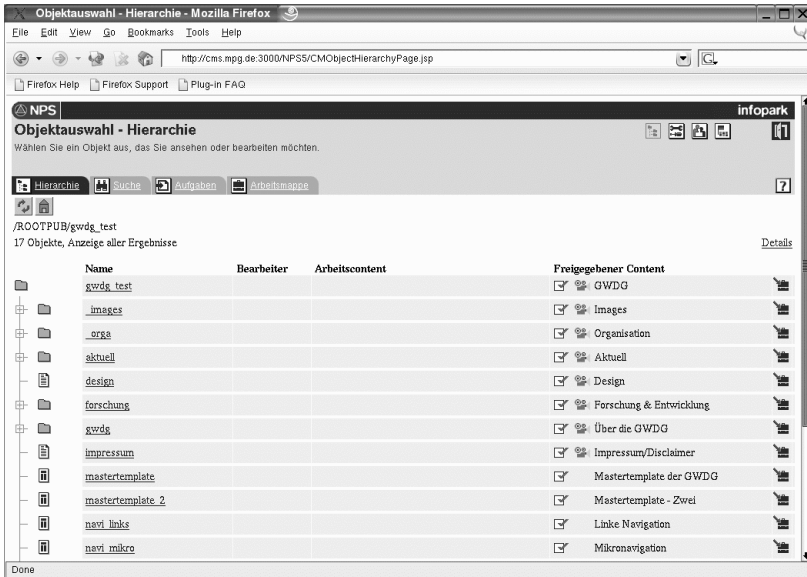 Objektauswahl - Hierarchie - Mozilla Firefox
File Edit View Go Bookmarks Tools Help
http://cms.mpg.de:3000/NPS5/CMObjectHierarchyPage.jsp
Firefox Help Firefox Support Plug-in FAQ
NPS infopark
Objektauswahl - Hierarchie
Wählen Sie ein Objekt aus, das Sie ansehen oder bearbeiten möchten.
Hierarchie Suche Aufgaben Arbeitsmappe ?
/ROOTPUB/gwdg_test
17 Objekte, Anzeige aller Ergebnisse Details
Name Bearbeiter Arbeitscontent Freigegebener Content
gwdg_test GWDG
_images Images
_orga Organisation
aktuell Aktuell
design Design
forschung Forschung & Entwicklung
gwdg Über die GWDG
impressum Impressum/Disclaimer
mastertemplate Mastertemplate der GWDG
mastertemplate_2 Mastertemplate - Zwei
navi_links Linke Navigation
navi_mikro Mikronavigation
Done